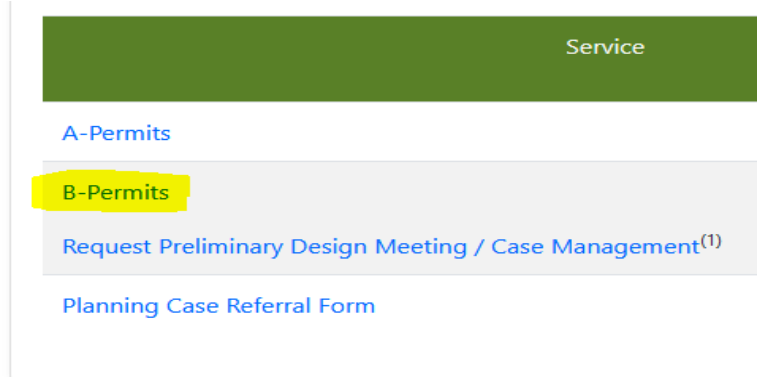 Service
A-Permits
B-Permits
Request Preliminary Design Meeting / Case Management(1)
Planning Case Referral Form